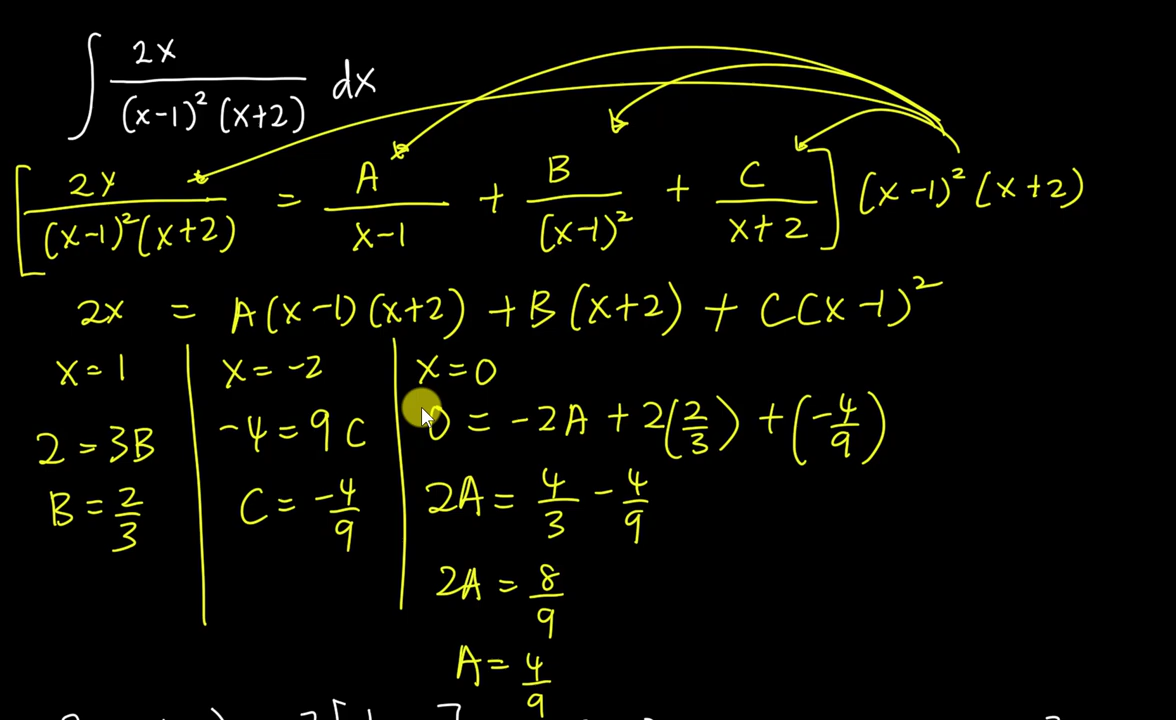 ∫ 2x / (x-1)² (x+2) dx
[ 2x / (x-1)²(x+2) = A / x-1 + B / (x-1)² + C / x+2 ] (x-1)² (x+2)
2x = A(x-1)(x+2) + B(x+2) + C(x-1)²
x=1 | x=-2 | x=0
2=3B | -4=9C | 0 = -2A + 2(2/3) + (-4/9)
B=2/3 | C=-4/9 | 2A = 4/3 - 4/9
2A = 8/9
A = 4/9